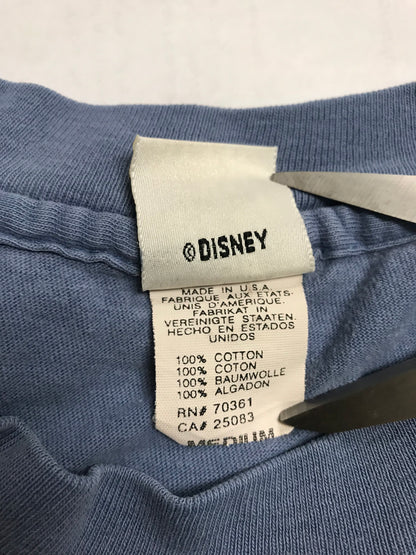 ©DISNEY
MADE IN U.S.A.
FABRIQUE AUX ETATS-
UNIS D'AMERIQUE.
FABRIKAT IN
VEREINIGTE STAATEN.
HECHO EN ESTADOS
UNIDOS
100% COTTON
100% COTON
100% BAUMWOLLE
100% ALGADON
RN# 70361
CA# 25083
MEDIUM